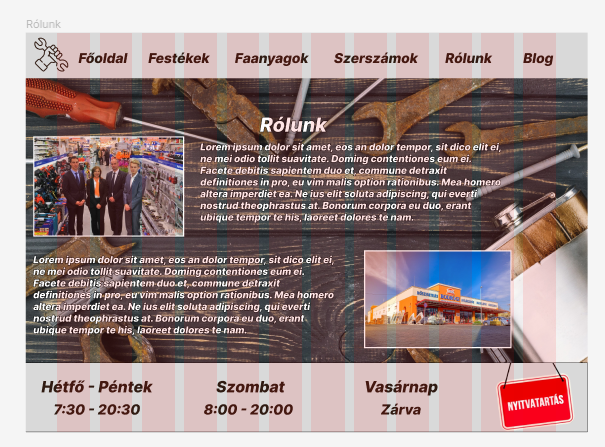 Rólunk
Főoldal Festékek Faanyagok Szerszámok Rólunk Blog
Rólunk
Lorem ipsum dolor sit amet, eos an dolor tempor, sit dico elit ei,
ne mei odio tollit suavitate. Doming contentiones eum ei.
Facete debitis sapientem duo et, commune detraxit
definitiones in pro, eu vim malis option rationibus. Mea homero
altera imperdiet ea. Ne ius elit soluta adipiscing, qui everti
nostrud theophrastus at. Bonorum corpora eu duo, erant
ubique tempor te his, laoreet dolores te nam.
Lorem ipsum dolor sit amet, eos an dolor tempor, sit dico elit ei,
ne mei odio tollit suavitate. Doming contentiones eum ei.
Facete debitis sapientem duo et, commune detraxit
definitiones in pro, eu vim malis option rationibus. Mea homero
altera imperdiet ea. Ne ius elit soluta adipiscing, qui everti
nostrud theophrastus at. Bonorum corpora eu duo, erant
ubique tempor te his, laoreet dolores te nam.
Hétfő - Péntek Szombat Vasárnap
7:30 - 20:30 8:00 - 20:00 Zárva
NYITVATARTÁS